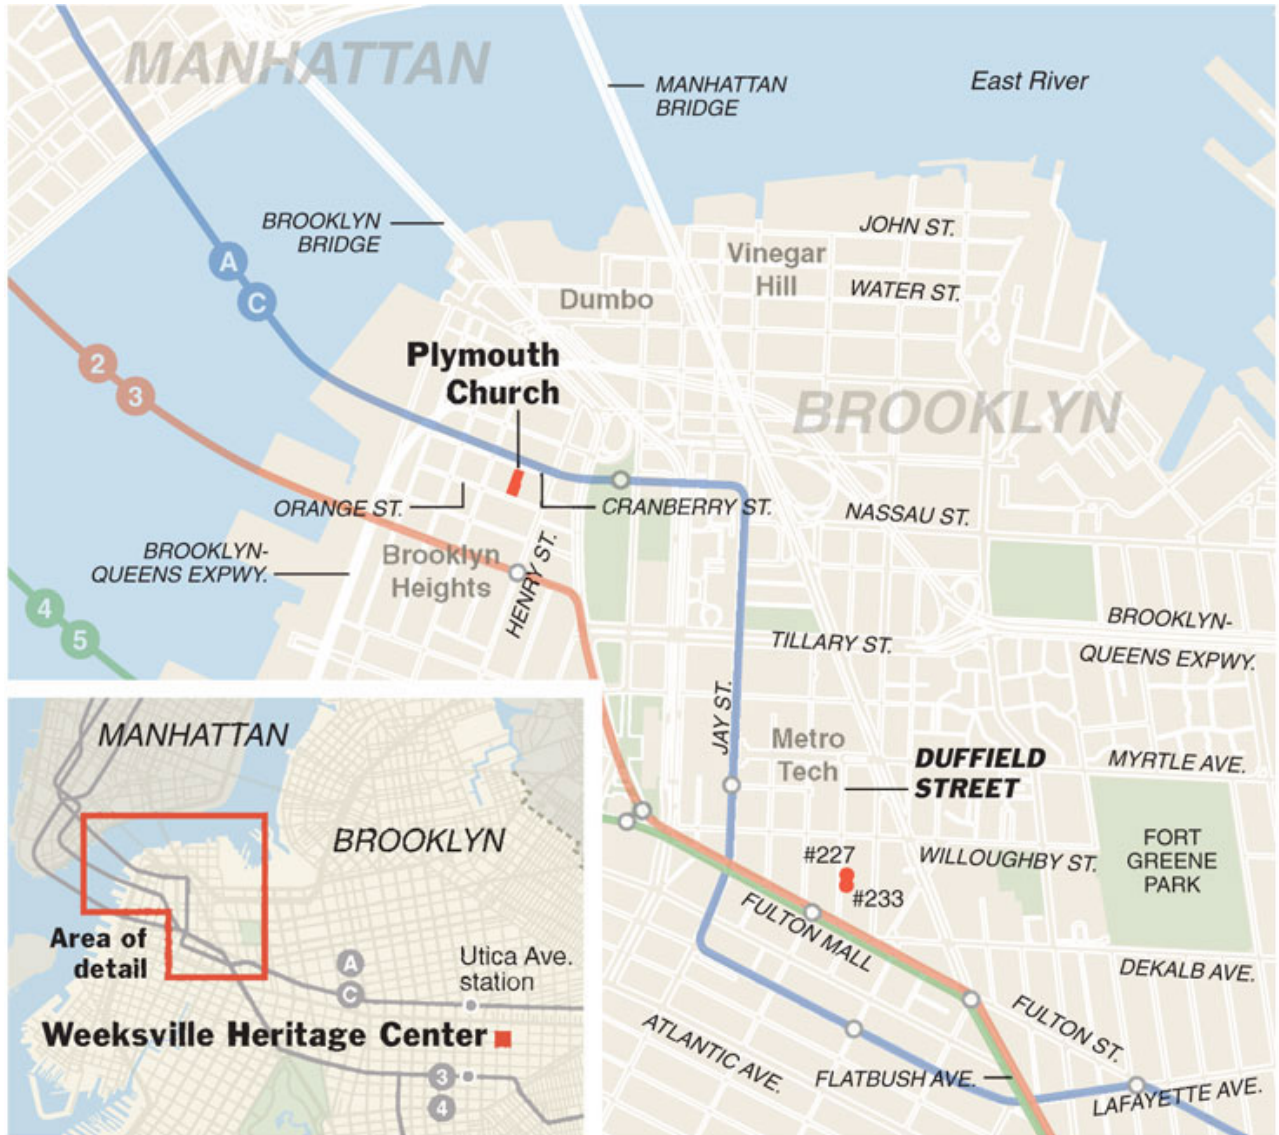 MANHATTAN
MANHATTAN
BRIDGE
East River
BROOKLYN
BRIDGE
JOHN ST.
Vinegar
Hill
WATER ST.
Dumbo
A
C
2
3
Plymouth
Church
BROOKLYN
ORANGE ST.
CRANBERRY ST.
NASSAU ST.
BROOKLYN-
QUEENS EXPWY.
Brooklyn
Heights
HENRY ST.
4
5
TILLARY ST.
BROOKLYN-
QUEENS EXPWY.
JAY ST.
Metro
Tech
DUFFIELD
STREET
MYRTLE AVE.
FORT
GREENE
PARK
#227
#233
WILLOUGHBY ST.
FULTON MALL
DEKALB AVE.
FULTON ST.
ATLANTIC AVE.
FLATBUSH AVE.
LAFAYETTE AVE.
MANHATTAN
BROOKLYN
Area of
detail
A
C
Utica Ave.
station
Weeksville Heritage Center
3
4